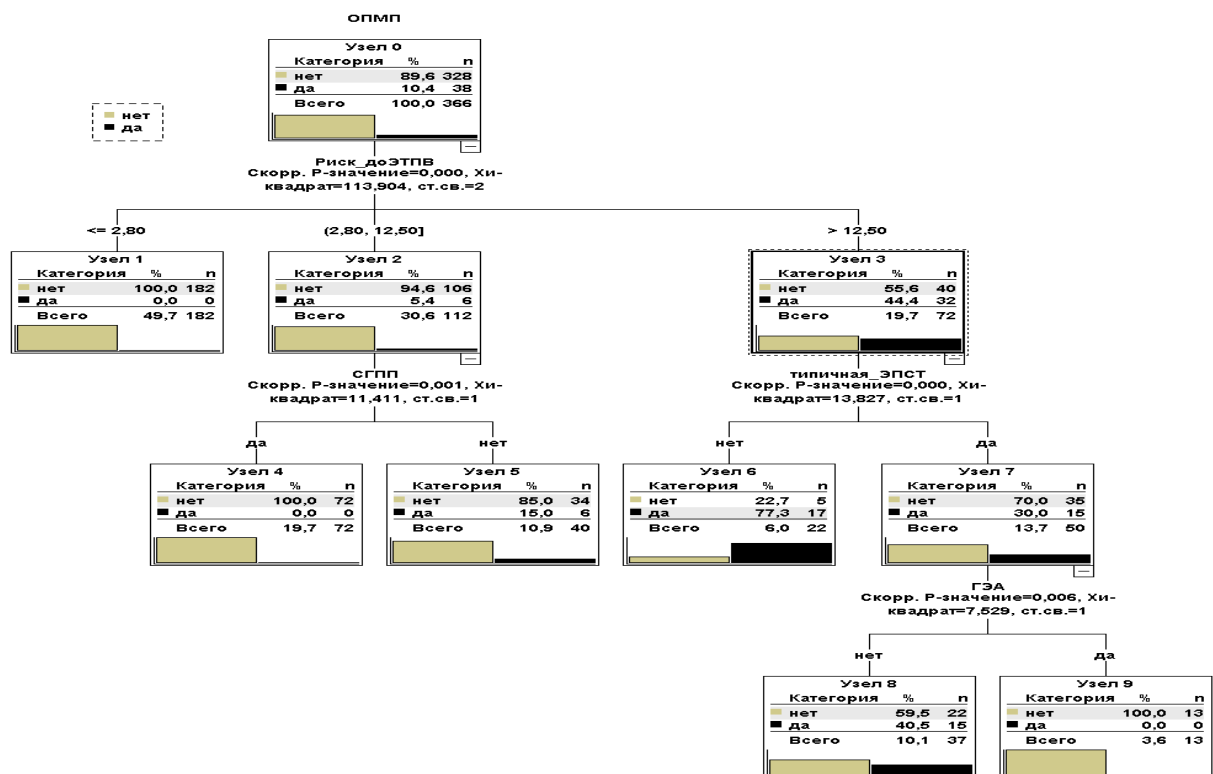 ОПМП
Узел 0
Категория % n
нет 89,6 328
да 10,4 38
Всего 100,0 366
нет
да
Риск_доЭТПВ
Скорр. P-значение=0,000, Хи-
квадрат=113,904, ст.св.=2
<= 2,80
(2,80, 12,50]
> 12,50
Узел 1
Категория % n
нет 100,0 182
да 0,0 0
Всего 49,7 182
Узел 2
Категория % n
нет 94,6 106
да 5,4 6
Всего 30,6 112
Узел 3
Категория % n
нет 55,6 40
да 44,4 32
Всего 19,7 72
СГПП
Скорр. P-значение=0,001, Хи-
квадрат=11,411, ст.св.=1
типичная_ЭПСТ
Скорр. P-значение=0,000, Хи-
квадрат=13,827, ст.св.=1
да
нет
нет
да
Узел 4
Категория % n
нет 100,0 72
да 0,0 0
Всего 19,7 72
Узел 5
Категория % n
нет 85,0 34
да 15,0 6
Всего 10,9 40
Узел 6
Категория % n
нет 22,7 5
да 77,3 17
Всего 6,0 22
Узел 7
Категория % n
нет 70,0 35
да 30,0 15
Всего 13,7 50
ГЭА
Скорр. P-значение=0,006, Хи-
квадрат=7,529, ст.св.=1
нет
да
Узел 8
Категория % n
нет 59,5 22
да 40,5 15
Всего 10,1 37
Узел 9
Категория % n
нет 100,0 13
да 0,0 0
Всего 3,6 13